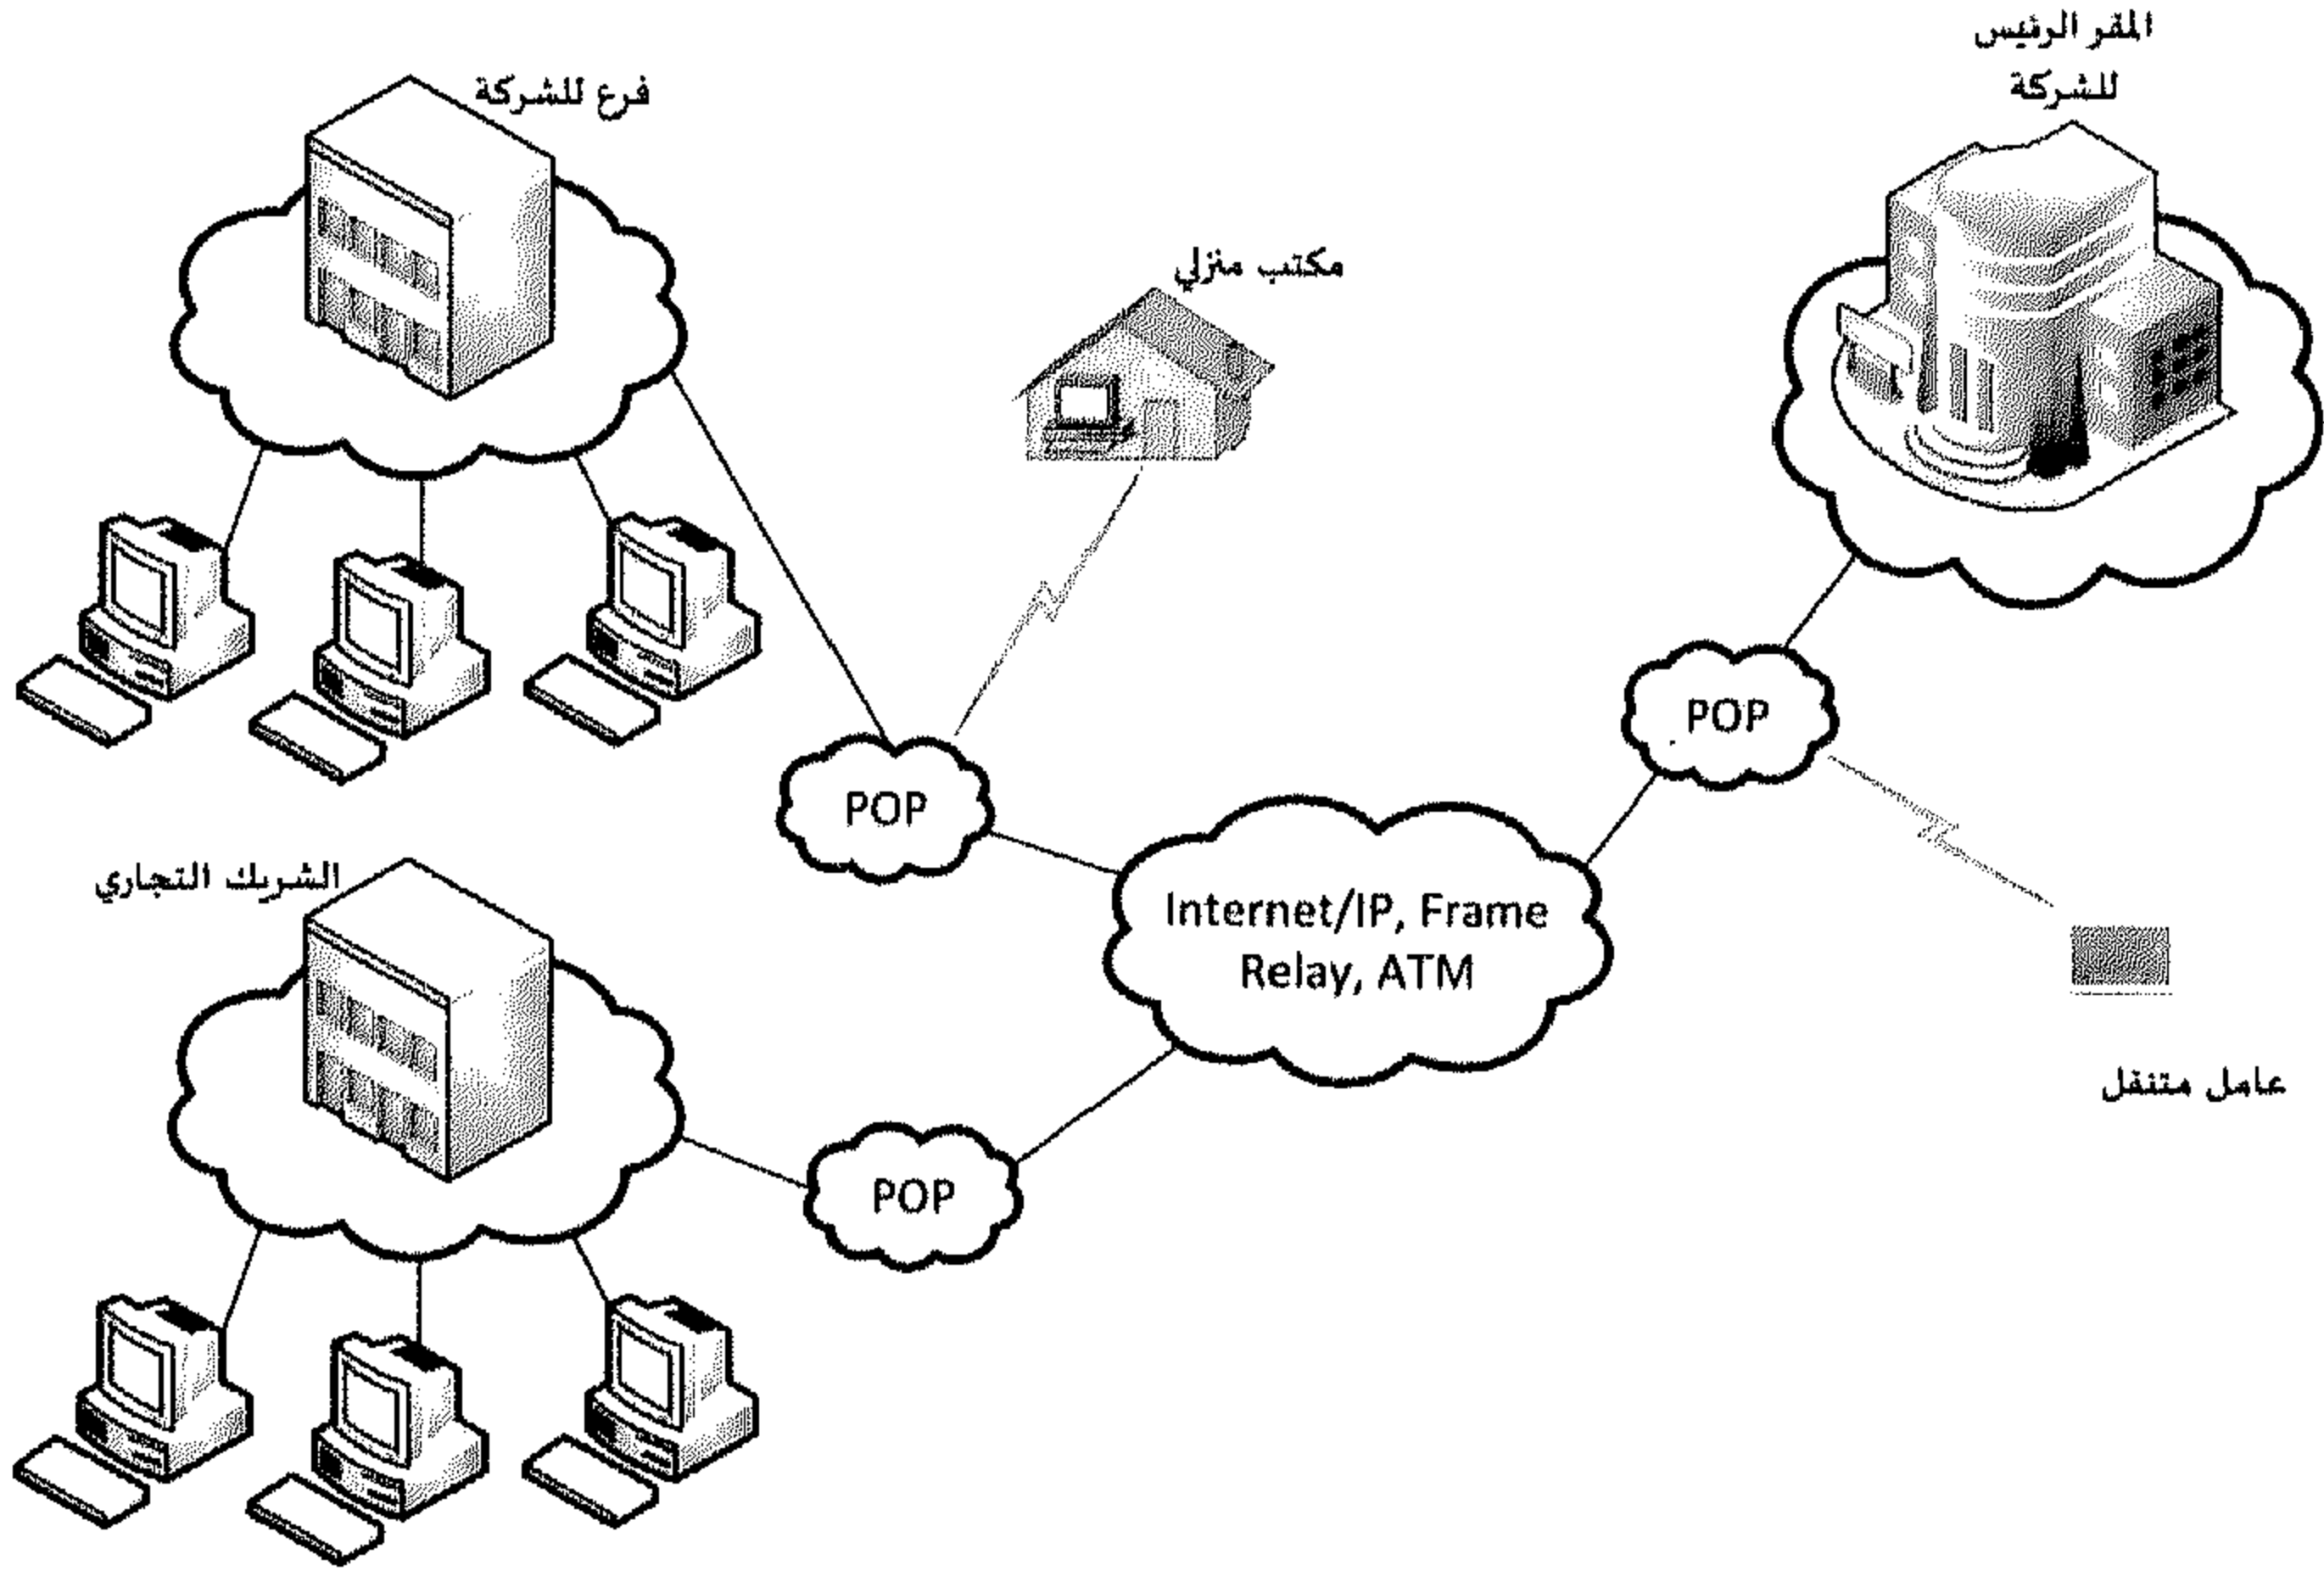 المقر الرئيس
للشركة
فرع للشركة
مكتب منزلي
POP
POP
الشريك التجاري
Internet/IP, Frame
Relay, ATM
عامل متنقل
POP